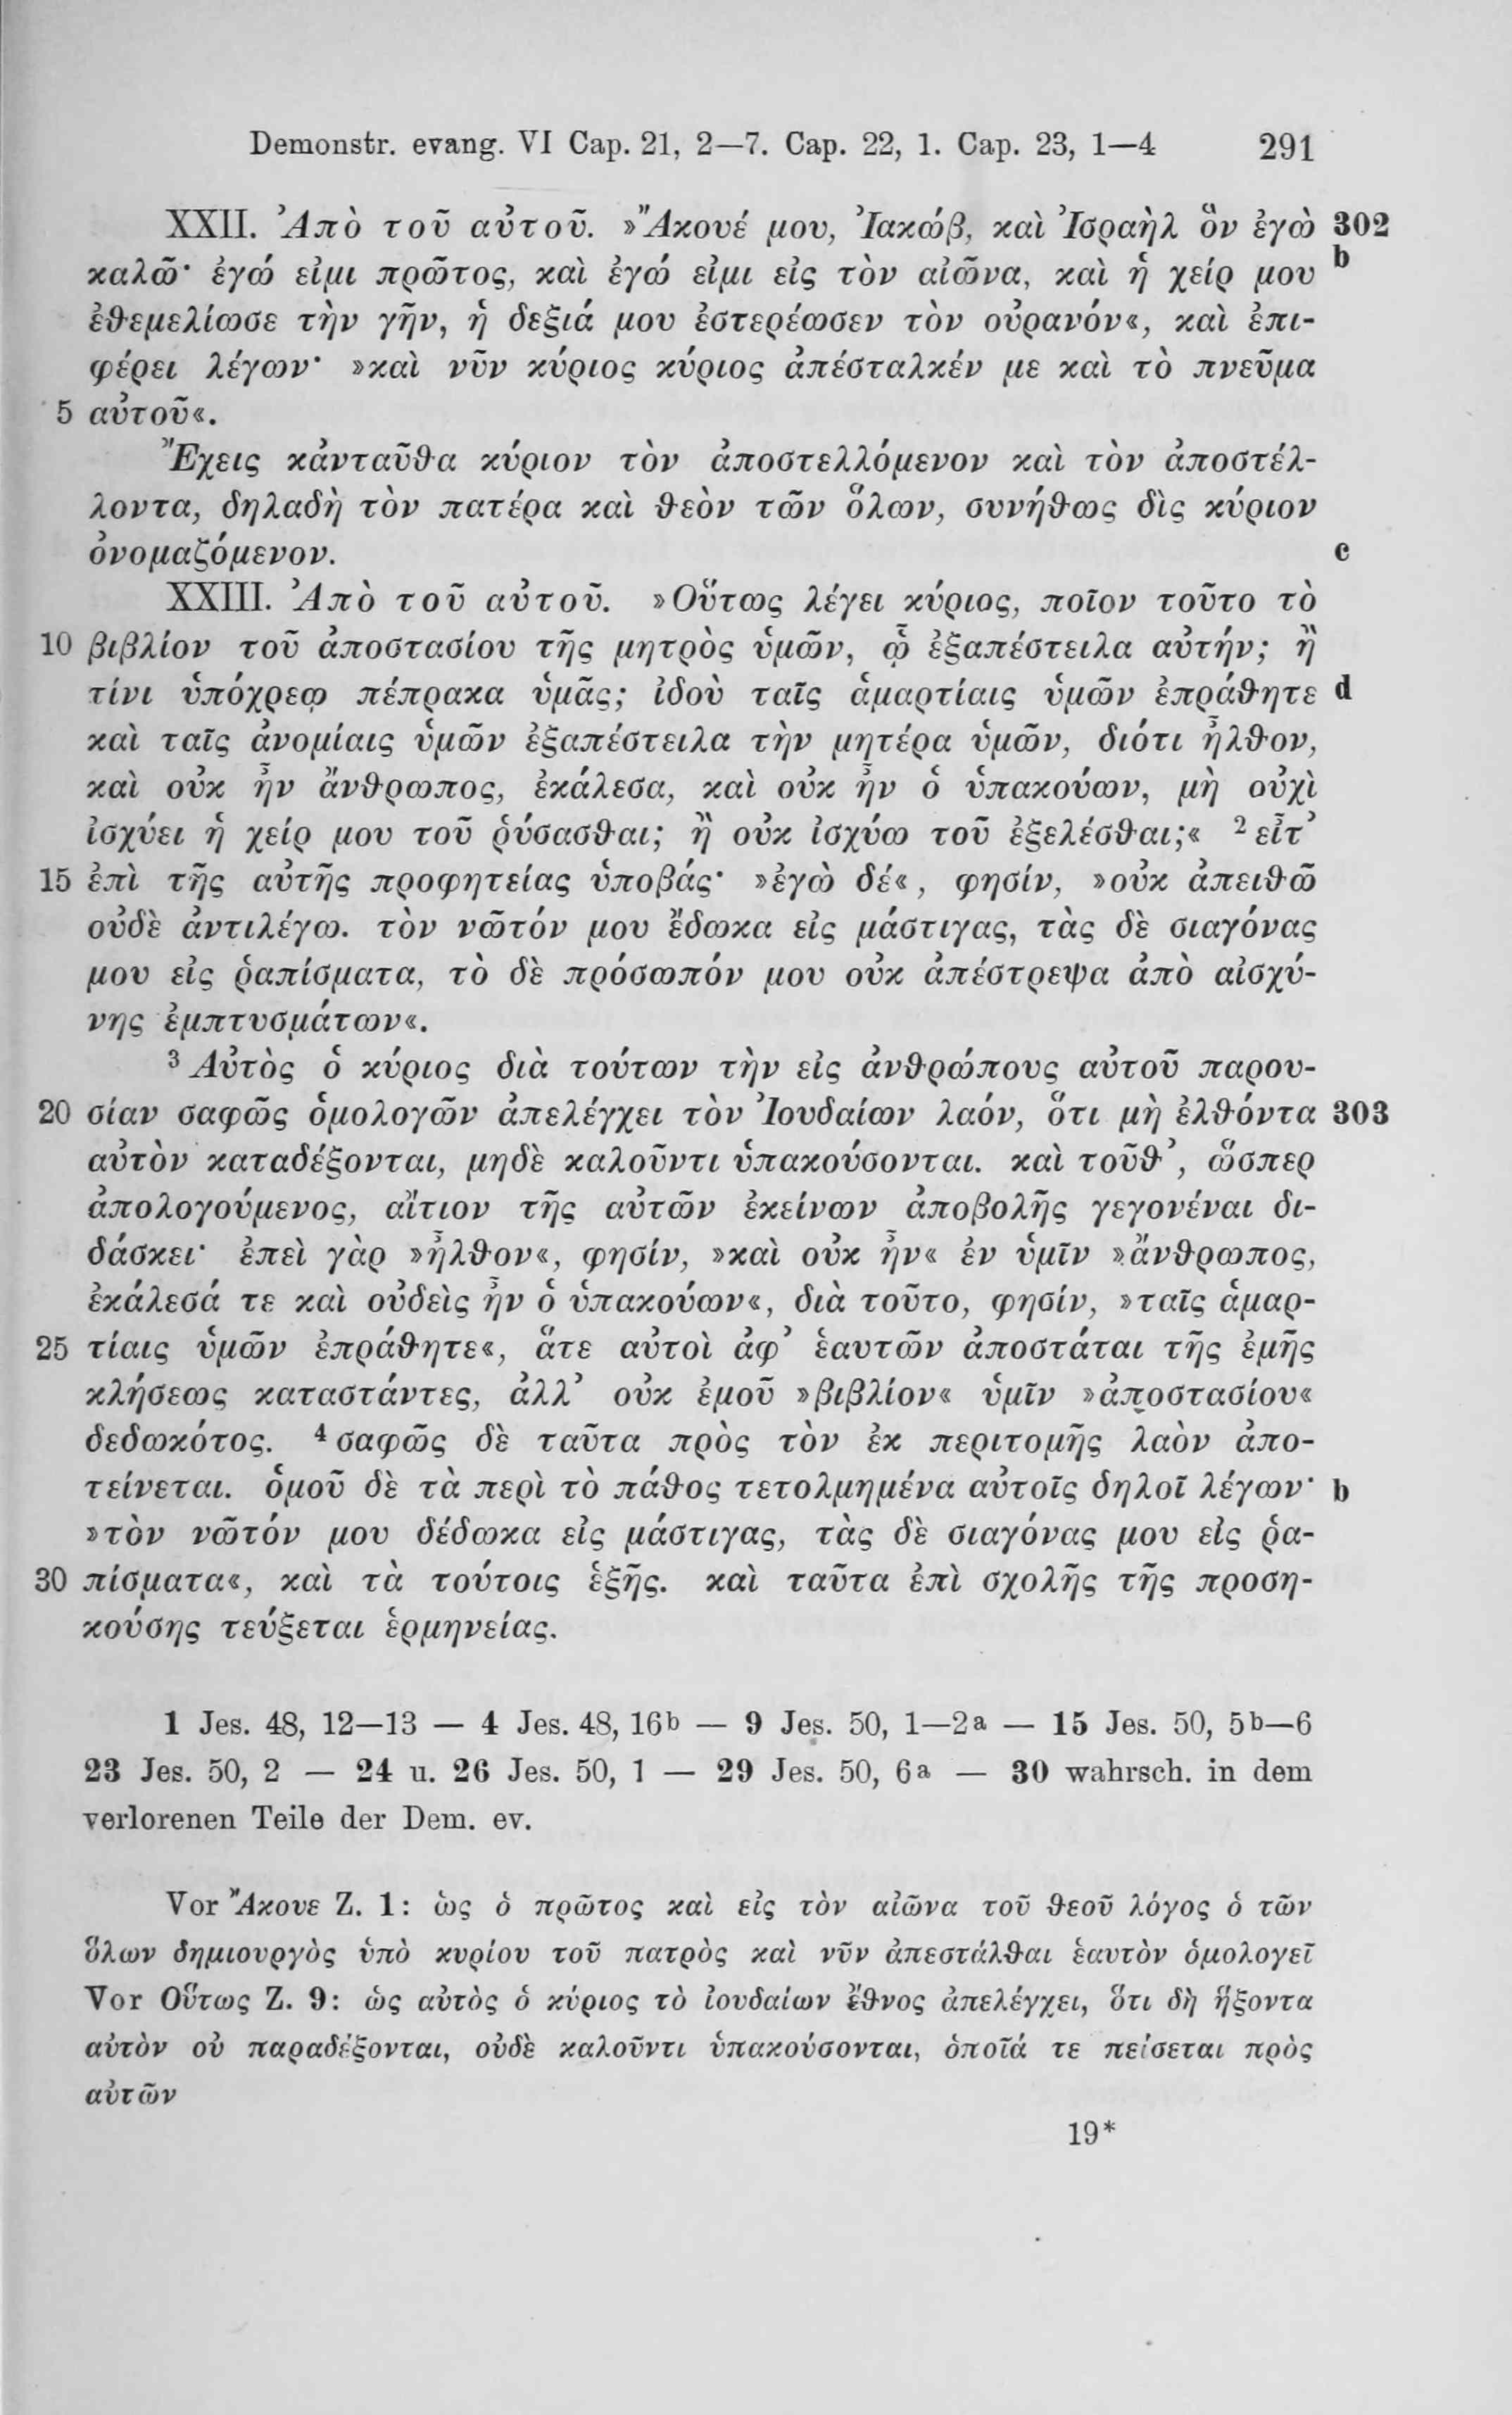 Demonstr. evang. VI Cap. 21, 2—7. Cap. 22, 1. Cap. 23, 1—4 291
XXII. Ἀπὸ τοῦ αὐτοῦ. »Ἄκουέ μου, Ἰακώβ, καὶ Ἰσραὴλ ὃν ἐγὼ 302
καλῶ· ἐγώ εἰμι πρῶτος, καὶ ἐγώ εἰμι εἰς τὸν αἰῶνα, καὶ ἡ χείρ μου b
ἐθεμελίωσε τὴν γῆν, ἡ δεξιά μου ἐστερέωσεν τὸν οὐρανόν«, καὶ ἐπι-
φέρει λέγων· »καὶ νῦν κύριος κύριος ἀπέσταλκέν με καὶ τὸ πνεῦμα
5 αὐτοῦ«.
Ἔχεις κἀνταῦθα κύριον τὸν ἀποστελλόμενον καὶ τὸν ἀποστέλ-
λοντα, δηλαδὴ τὸν πατέρα καὶ θεὸν τῶν ὅλων, συνήθως δὶς κύριον
ὀνομαζόμενον. c
XXIII. Ἀπὸ τοῦ αὐτοῦ. »Οὕτως λέγει κύριος, ποῖον τοῦτο τὸ
10 βιβλίον τοῦ ἀποστασίου τῆς μητρὸς ὑμῶν, ᾧ ἐξαπέστειλα αὐτήν; ἢ
τίνι ὑπόχρεῳ πέπρακα ὑμᾶς; ἰδοὺ ταῖς ἁμαρτίαις ὑμῶν ἐπράθητε d
καὶ ταῖς ἀνομίαις ὑμῶν ἐξαπέστειλα τὴν μητέρα ὑμῶν, διότι ἦλθον,
καὶ οὐκ ἦν ἄνθρωπος, ἐκάλεσα, καὶ οὐκ ἦν ὁ ὑπακούων, μὴ οὐχὶ
ἰσχύει ἡ χείρ μου τοῦ ῥύσασθαι; ἢ οὐκ ἰσχύω τοῦ ἐξελέσθαι;« ² εἶτ’
15 ἐπὶ τῆς αὐτῆς προφητείας ὑποβάς· »ἐγὼ δέ«, φησίν, »οὐκ ἀπειθῶ
οὐδὲ ἀντιλέγω. τὸν νῶτόν μου ἔδωκα εἰς μάστιγας, τὰς δὲ σιαγόνας
μου εἰς ῥαπίσματα, τὸ δὲ πρόσωπόν μου οὐκ ἀπέστρεψα ἀπὸ αἰσχύ-
νης ἐμπτυσμάτων«.
³ Αὐτὸς ὁ κύριος διὰ τούτων τὴν εἰς ἀνθρώπους αὐτοῦ παρου-
20 σίαν σαφῶς ὁμολογῶν ἀπελέγχει τὸν Ἰουδαίων λαόν, ὅτι μὴ ἐλθόντα 303
αὐτὸν καταδέξονται, μηδὲ καλοῦντι ὑπακούσονται. καὶ τοῦθ’, ὥσπερ
ἀπολογούμενος, αἴτιον τῆς αὐτῶν ἐκείνων ἀποβολῆς γεγονέναι δι-
δάσκει· ἐπεὶ γὰρ »ἦλθον«, φησίν, »καὶ οὐκ ἦν« ἐν ὑμῖν »ἄνθρωπος,
ἐκάλεσά τε καὶ οὐδεὶς ἦν ὁ ὑπακούων«, διὰ τοῦτο, φησίν, »ταῖς ἁμαρ-
25 τίαις ὑμῶν ἐπράθητε«, ἅτε αὐτοὶ ἀφ’ ἑαυτῶν ἀποστάται τῆς ἐμῆς
κλήσεως καταστάντες, ἀλλ’ οὐκ ἐμοῦ »βιβλίον« ὑμῖν »ἀποστασίου«
δεδωκότος. ⁴ σαφῶς δὲ ταῦτα πρὸς τὸν ἐκ περιτομῆς λαὸν ἀπο-
τείνεται. ὁμοῦ δὲ τὰ περὶ τὸ πάθος τετολμημένα αὐτοῖς δηλοῖ λέγων· b
»τὸν νῶτόν μου δέδωκα εἰς μάστιγας, τὰς δὲ σιαγόνας μου εἰς ῥα-
30 πίσματα«, καὶ τὰ τούτοις ἑξῆς. καὶ ταῦτα ἐπὶ σχολῆς τῆς προση-
κούσης τεύξεται ἑρμηνείας.
1 Jes. 48, 12—13 — 4 Jes. 48, 16b — 9 Jes. 50, 1—2a — 15 Jes. 50, 5b—6
23 Jes. 50, 2 — 24 u. 26 Jes. 50, 1 — 29 Jes. 50, 6a — 30 wahrsch. in dem
verlorenen Teile der Dem. ev.
Vor Ἄκουε Z. 1: ὡς ὁ πρῶτος καὶ εἰς τὸν αἰῶνα τοῦ θεοῦ λόγος ὁ τῶν
ὅλων δημιουργὸς ὑπὸ κυρίου τοῦ πατρὸς καὶ νῦν ἀπεστάλθαι ἑαυτὸν ὁμολογεῖ
Vor Οὕτως Z. 9: ὡς αὐτὸς ὁ κύριος τὸ ἰουδαίων ἔθνος ἀπελέγχει, ὅτι δὴ ἥξοντα
αὐτὸν οὐ παραδέξονται, οὐδὲ καλοῦντι ὑπακούσονται, ὁποῖά τε πείσεται πρὸς
αὐτῶν
19*